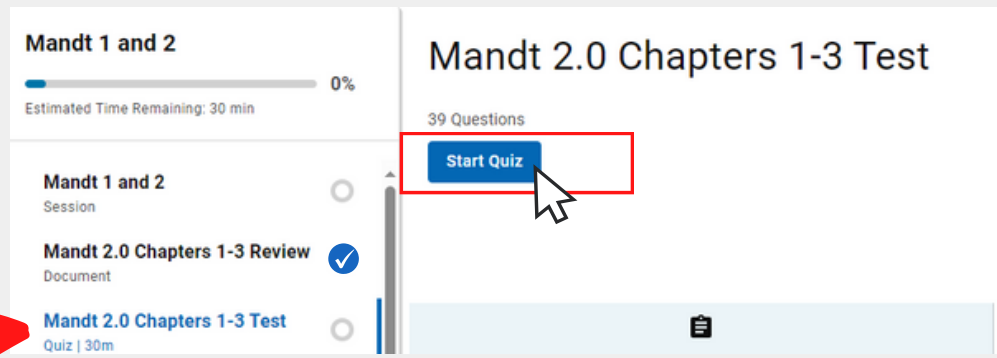 Mandt 1 and 2
0%
Estimated Time Remaining: 30 min
Mandt 1 and 2
Session
Mandt 2.0 Chapters 1-3 Review
Document
Mandt 2.0 Chapters 1-3 Test
Quiz | 30m
Mandt 2.0 Chapters 1-3 Test
39 Questions
Start Quiz